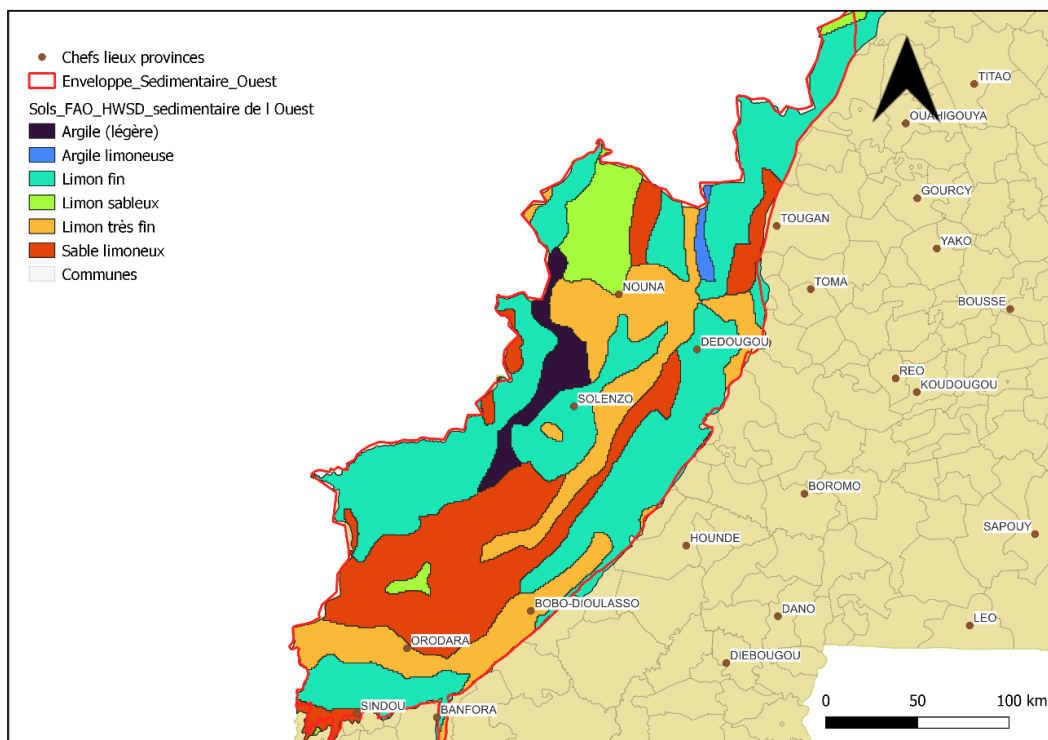 Chefs lieux provinces
Enveloppe_Sedimentaire_Ouest
Sols_FAO_HWSD_sedimentaire de l Ouest
Argile (légère)
Argile limoneuse
Limon fin
Limon sableux
Limon très fin
Sable limoneux
Communes
TITAO
OUAHIGOUYA
GOURCY
TOUGAN
YAKO
TOMA
NOUNA
BOUSSE
DEDOUGOU
REO
KOUDOUGOU
SOLENZO
BOROMO
SAPOUY
HOUNDE
BOBO-DIOULASSO
DANO
LEO
ORODARA
DIEBOUGOU
SINDOU
BANFORA
0 50 100 km